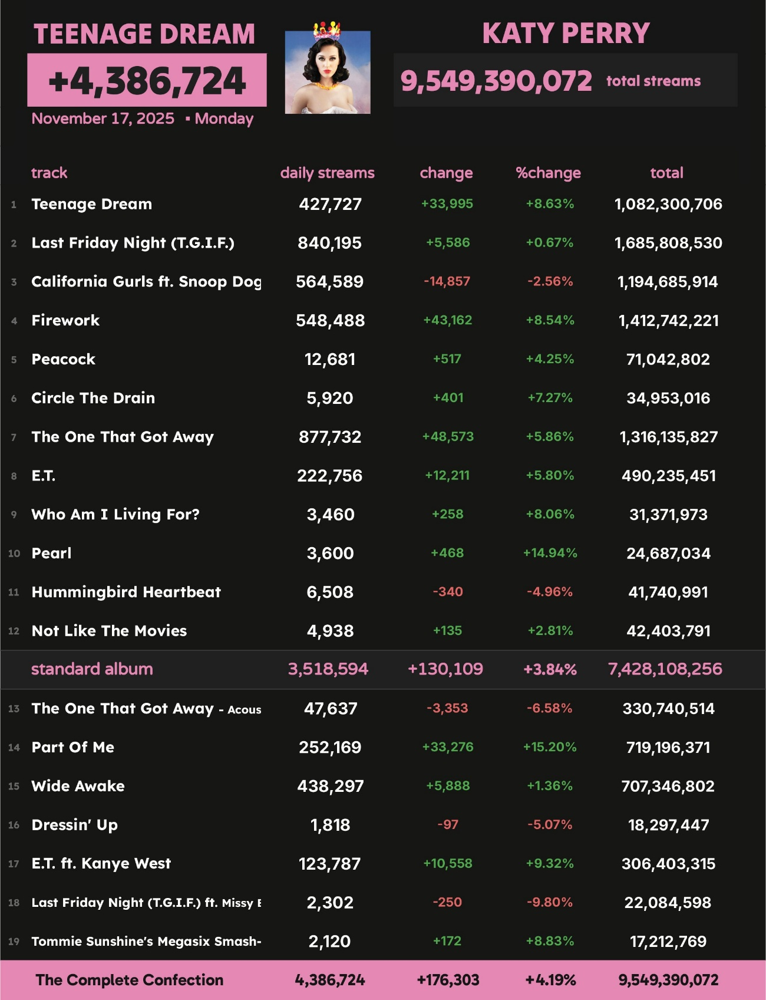 TEENAGE DREAM
+4,386,724
November 17, 2025 ▪ Monday
KATY PERRY
9,549,390,072 total streams
track daily streams change %change total
1 Teenage Dream 427,727 +33,995 +8.63% 1,082,300,706
2 Last Friday Night (T.G.I.F.) 840,195 +5,586 +0.67% 1,685,808,530
3 California Gurls ft. Snoop Dog 564,589 -14,857 -2.56% 1,194,685,914
4 Firework 548,488 +43,162 +8.54% 1,412,742,221
5 Peacock 12,681 +517 +4.25% 71,042,802
6 Circle The Drain 5,920 +401 +7.27% 34,953,016
7 The One That Got Away 877,732 +48,573 +5.86% 1,316,135,827
8 E.T. 222,756 +12,211 +5.80% 490,235,451
9 Who Am I Living For? 3,460 +258 +8.06% 31,371,973
10 Pearl 3,600 +468 +14.94% 24,687,034
11 Hummingbird Heartbeat 6,508 -340 -4.96% 41,740,991
12 Not Like The Movies 4,938 +135 +2.81% 42,403,791
standard album 3,518,594 +130,109 +3.84% 7,428,108,256
13 The One That Got Away - Acous 47,637 -3,353 -6.58% 330,740,514
14 Part Of Me 252,169 +33,276 +15.20% 719,196,371
15 Wide Awake 438,297 +5,888 +1.36% 707,346,802
16 Dressin' Up 1,818 -97 -5.07% 18,297,447
17 E.T. ft. Kanye West 123,787 +10,558 +9.32% 306,403,315
18 Last Friday Night (T.G.I.F.) ft. Missy E 2,302 -250 -9.80% 22,084,598
19 Tommie Sunshine's Megasix Smash- 2,120 +172 +8.83% 17,212,769
The Complete Confection 4,386,724 +176,303 +4.19% 9,549,390,072